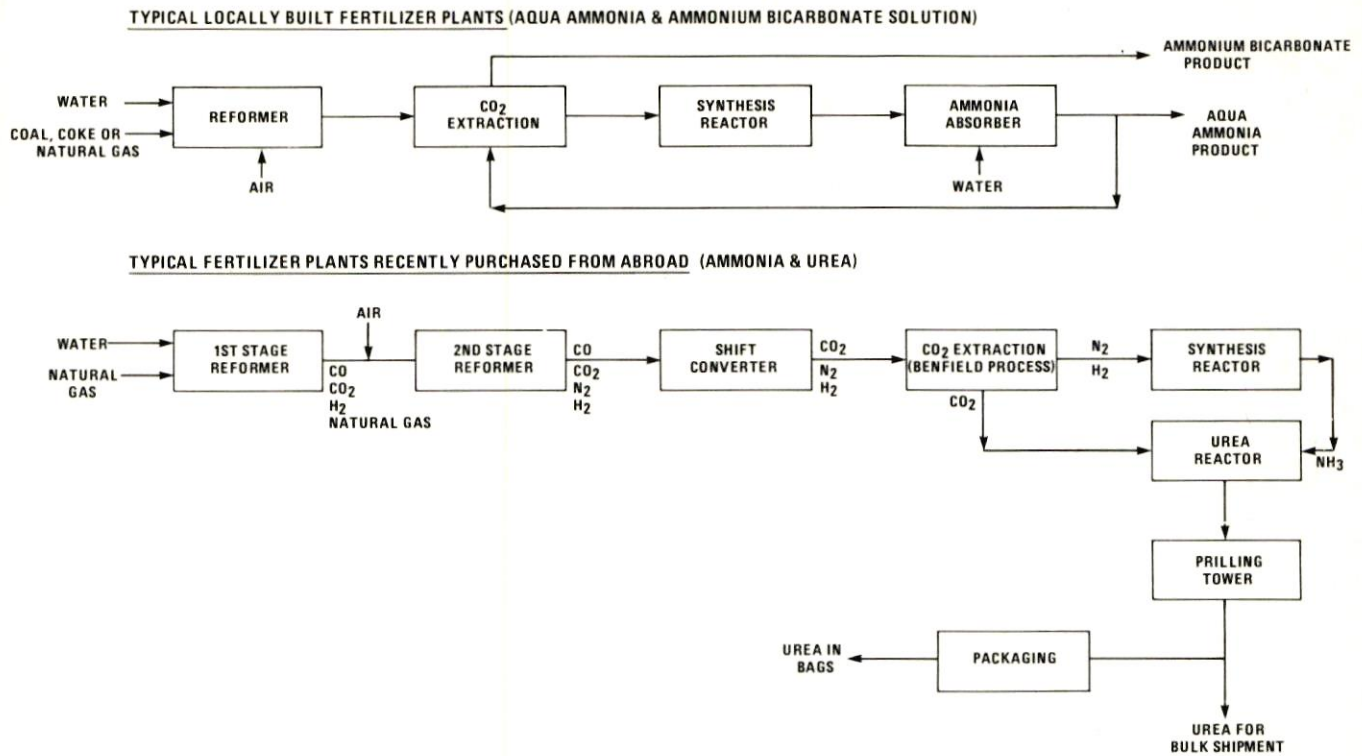 TYPICAL LOCALLY BUILT FERTILIZER PLANTS (AQUA AMMONIA & AMMONIUM BICARBONATE SOLUTION)
AMMONIUM BICARBONATE
PRODUCT
WATER
COAL, COKE OR
NATURAL GAS
REFORMER
AIR
CO2
EXTRACTION
SYNTHESIS
REACTOR
AMMONIA
ABSORBER
WATER
AQUA
AMMONIA
PRODUCT
TYPICAL FERTILIZER PLANTS RECENTLY PURCHASED FROM ABROAD (AMMONIA & UREA)
WATER
NATURAL
GAS
1ST STAGE
REFORMER
AIR
CO
CO2
H2
NATURAL GAS
2ND STAGE
REFORMER
CO
CO2
N2
H2
SHIFT
CONVERTER
CO2
N2
H2
CO2 EXTRACTION
(BENFIELD PROCESS)
CO2
N2
H2
SYNTHESIS
REACTOR
NH3
UREA
REACTOR
PRILLING
TOWER
PACKAGING
UREA IN
BAGS
UREA FOR
BULK SHIPMENT